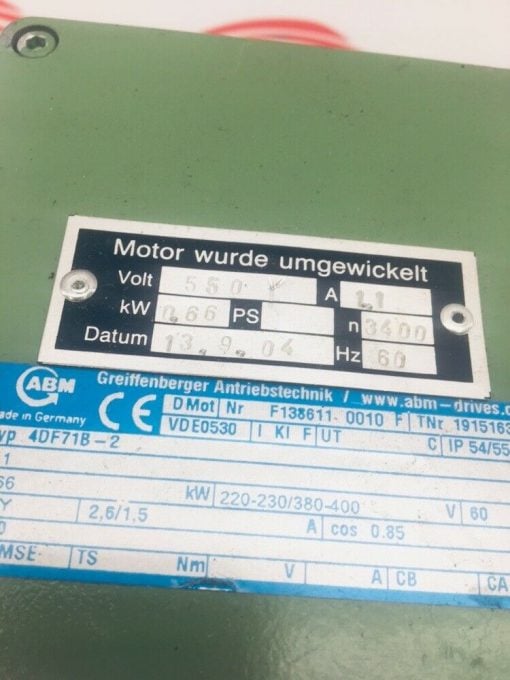 Motor wurde umgewickelt
Volt 550 Y A 1.1
kW 0.66 PS n 3400
Datum 13.9.04 Hz 60
ABM Greiffenberger Antriebstechnik / www.abm-drives.c
ade in Germany CE D Mot Nr F138611 0010 F TNr 1915163
VDE0530 I Kl F UT C IP 54/55
yp 4DF71B-2
1
66 kW 220-230/380-400 V 60
Y 2,6/1,5 A cos 0.85
0
MSE TS Nm V A CB CA